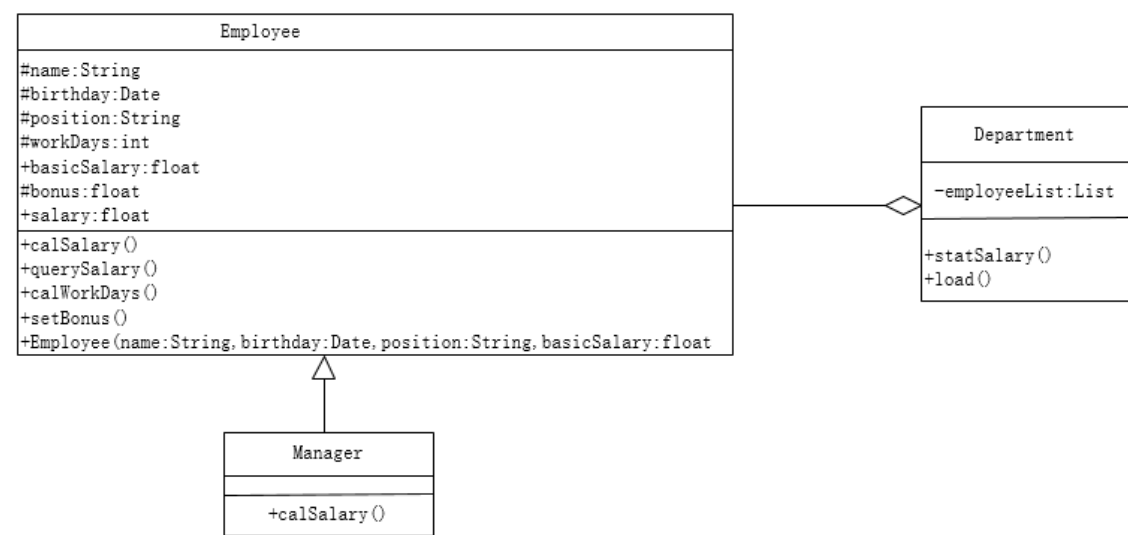 Employee
#name:String
#birthday:Date
#position:String
#workDays:int
+basicSalary:float
#bonus:float
+salary:float
+calSalary()
+querySalary()
+calWorkDays()
+setBonus()
+Employee(name:String,birthday:Date,position:String,basicSalary:float
Department
-employeeList:List
+statSalary()
+load()
Manager
+calSalary()